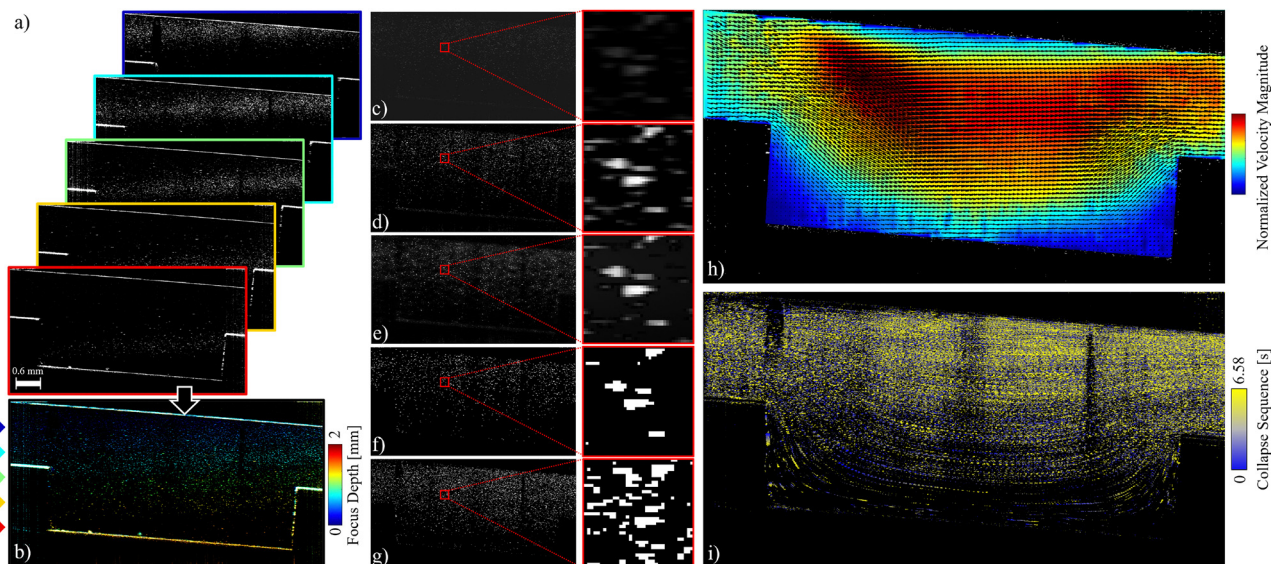 a)
0.6 mm
b)
0
2
Focus Depth [mm]
c)
d)
e)
f)
g)
h)
Normalized Velocity Magnitude
i)
0
6.58
Collapse Sequence [s]